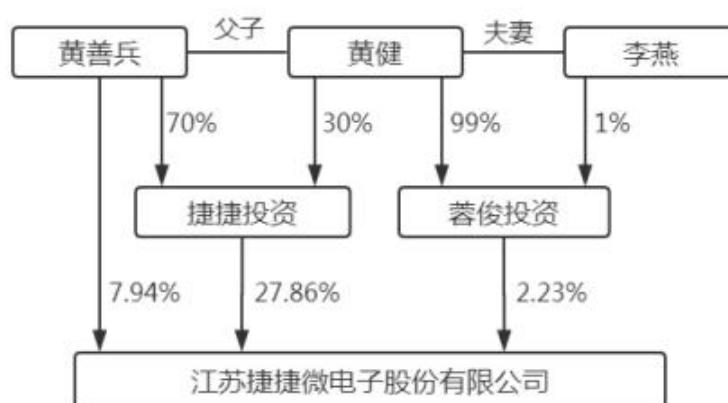 父子
夫妻
黄善兵
黄健
李燕
70%
30%
99%
1%
捷捷投资
蓉俊投资
7.94%
27.86%
2.23%
江苏捷捷微电子股份有限公司